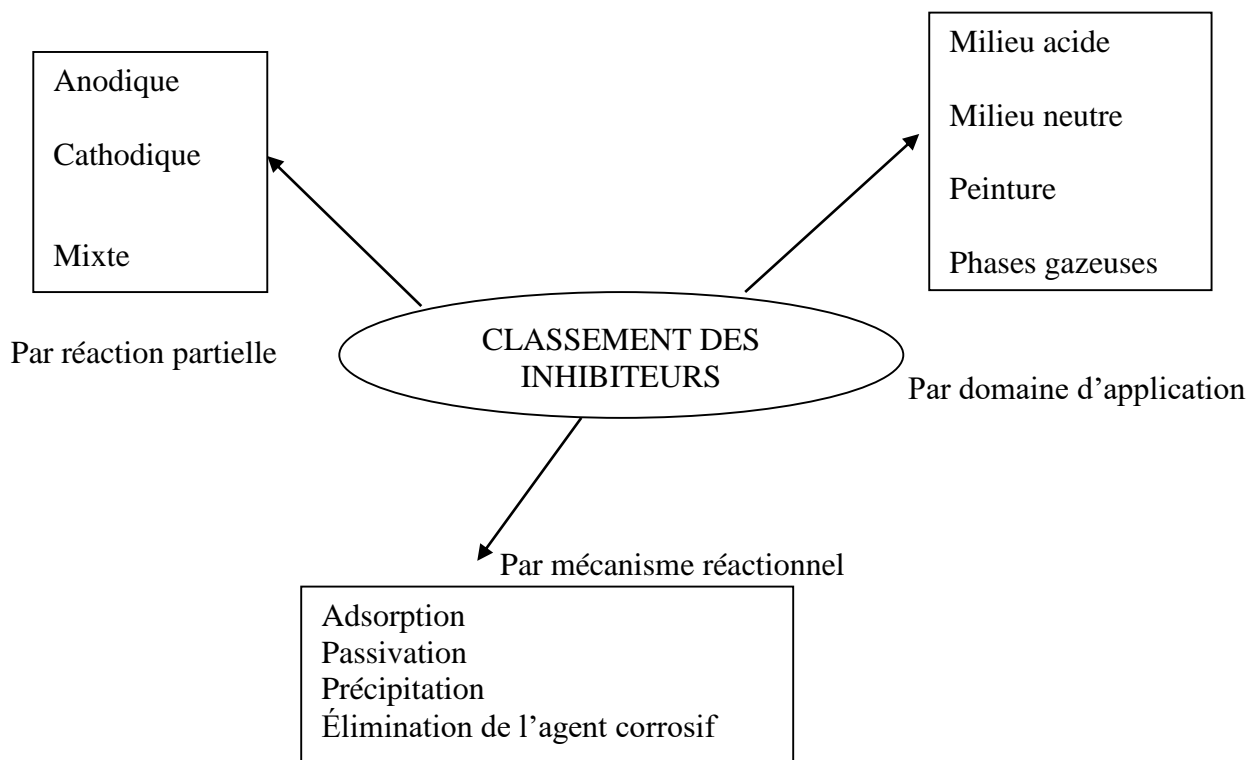 Anodique
Cathodique
Mixte
Par réaction partielle
Milieu acide
Milieu neutre
Peinture
Phases gazeuses
Par domaine d’application
CLASSEMENT DES
INHIBITEURS
Par mécanisme réactionnel
Adsorption
Passivation
Précipitation
Élimination de l’agent corrosif